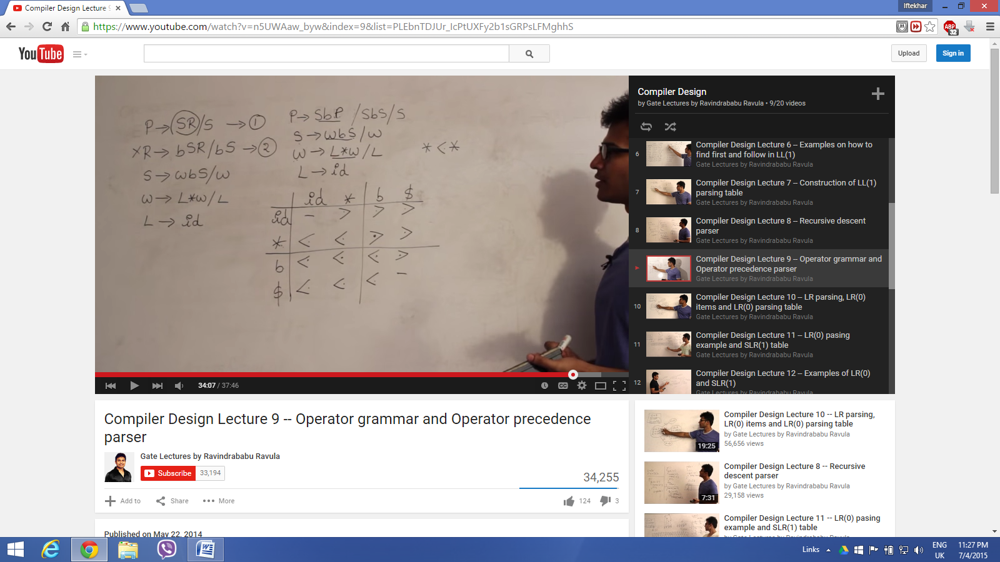 Compiler Design Lecture 9
Iftekhar
https://www.youtube.com/watch?v=n5UWAaw_byw&index=9&list=PLEbnTDJUr_IcPtUXFy2b1sGRPsLFMghhS
ABP
32
YouTube
Upload
Sign in
P→SR/S →1
XR→bSR/bS→2
S→wbS/w
W→L*W/L
L→id
P→SbP/SbS/S
S→wbS/w
W→L*W/L
L→id
*<·*
id * b $
id - ·> ·> ·>
* <· <· ·> ·>
b <· <· <· ·>
$ <· <· <· -
Compiler Design
by Gate Lectures by Ravindrababu Ravula • 9/20 videos
6
Compiler Design Lecture 6 – Examples on how to
find first and follow in LL(1)
Gate Lectures by Ravindrababu Ravula
7
Compiler Design Lecture 7 – Construction of LL(1)
parsing table
Gate Lectures by Ravindrababu Ravula
8
Compiler Design Lecture 8 – Recursive descent
parser
Gate Lectures by Ravindrababu Ravula
Compiler Design Lecture 9 – Operator grammar and
Operator precedence parser
Gate Lectures by Ravindrababu Ravula
10
Compiler Design Lecture 10 – LR parsing, LR(0)
items and LR(0) parsing table
Gate Lectures by Ravindrababu Ravula
11
Compiler Design Lecture 11 – LR(0) pasing
example and SLR(1) table
Gate Lectures by Ravindrababu Ravula
12
Compiler Design Lecture 12 – Examples of LR(0)
and SLR(1)
Gate Lectures by Ravindrababu Ravula
34:07 / 37:46
CC
Compiler Design Lecture 9 -- Operator grammar and Operator precedence
parser
Gate Lectures by Ravindrababu Ravula
Subscribe 33,194
34,255
Add to Share More
124 3
Published on May 22, 2014
19:25
Compiler Design Lecture 10 -- LR parsing,
LR(0) items and LR(0) parsing table
by Gate Lectures by Ravindrababu Ravula
56,656 views
7:31
Compiler Design Lecture 8 -- Recursive
descent parser
by Gate Lectures by Ravindrababu Ravula
29,158 views
Compiler Design Lecture 11 -- LR(0) pasing
example and SLR(1) table
by Gate Lectures by Ravindrababu Ravula
Links
ENG
UK
11:27 PM
7/4/2015